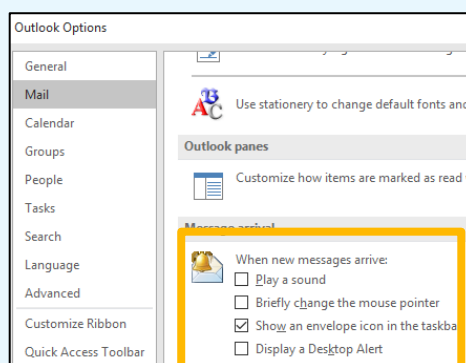 Outlook Options
General
Mail
Calendar
Groups
People
Tasks
Search
Language
Advanced
Customize Ribbon
Quick Access Toolbar
Use stationery to change default fonts and
Outlook panes
Customize how items are marked as read
Message arrival
When new messages arrive:
Play a sound
Briefly change the mouse pointer
Show an envelope icon in the taskba
Display a Desktop Alert